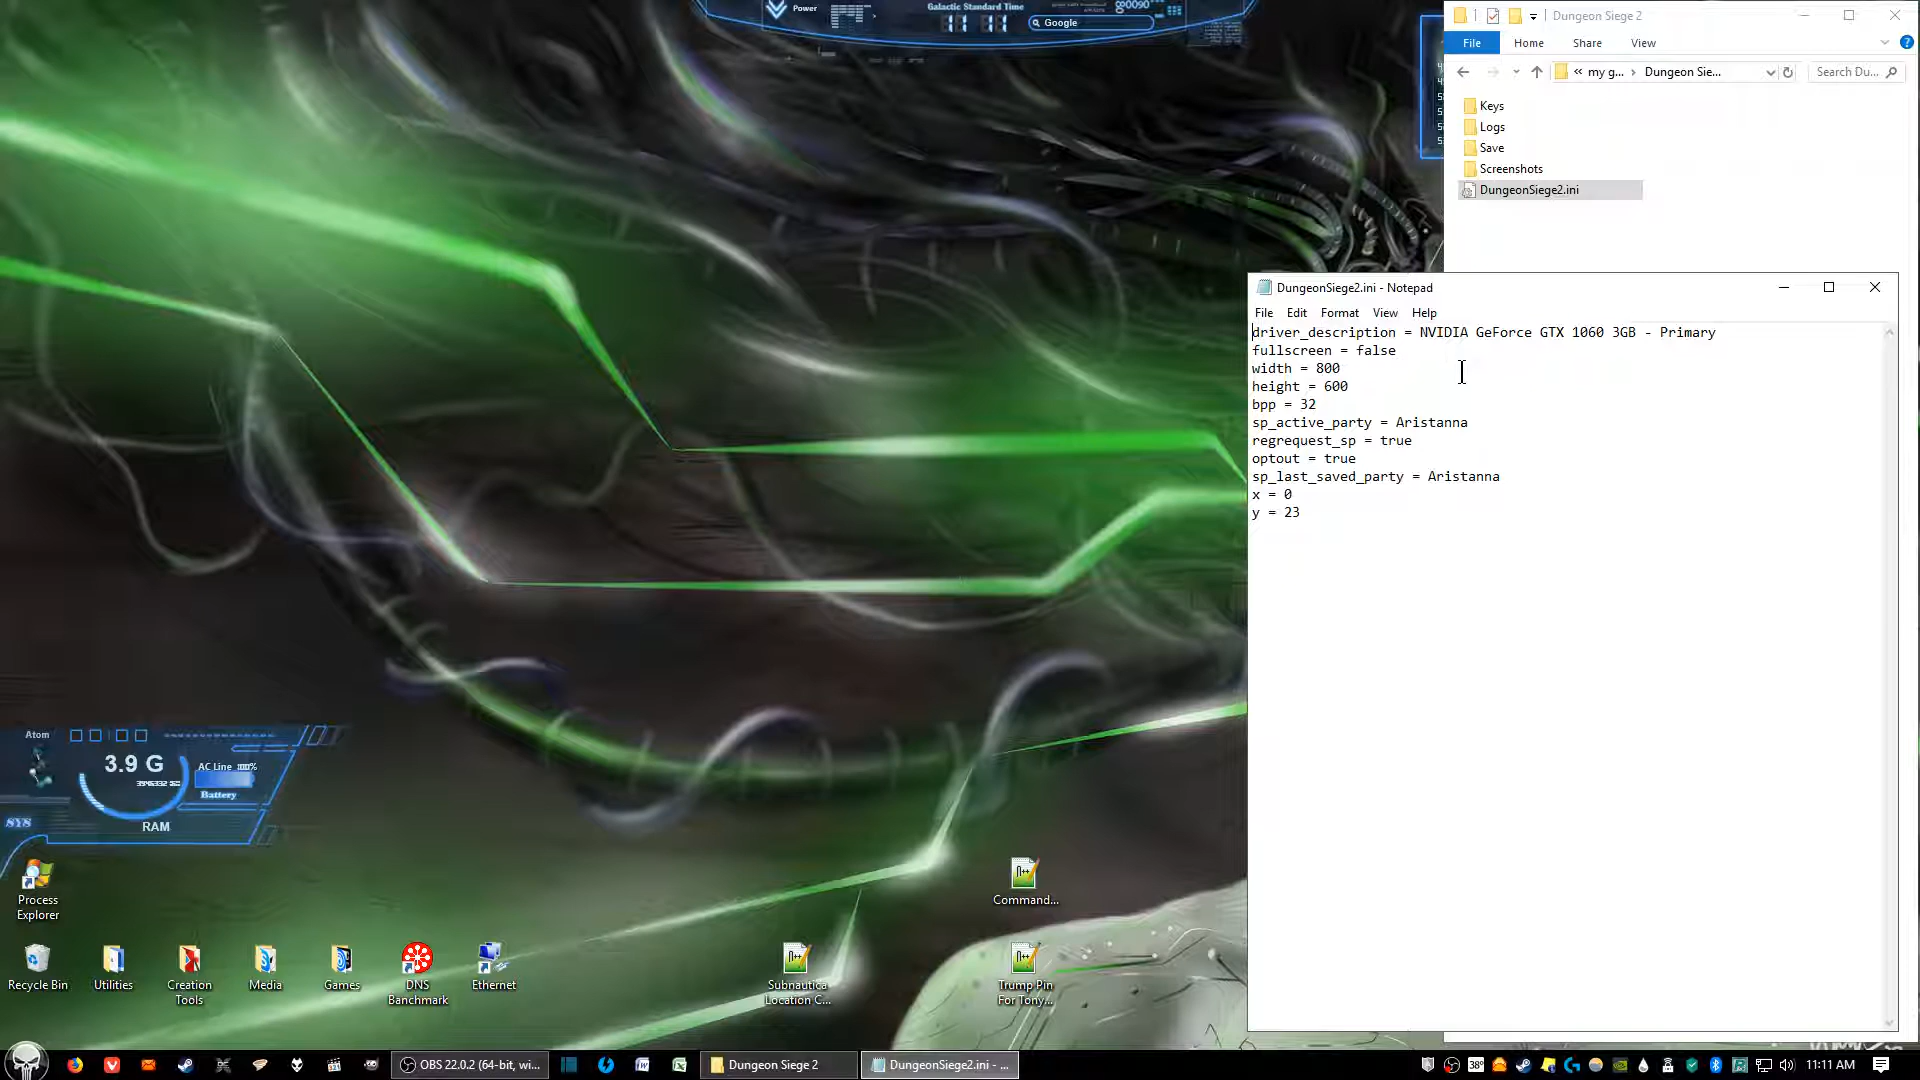 Power
Galactic Standard Time
Google
Dungeon Siege 2
File Home Share View
« my g... › Dungeon Sie...
Search Du...
Keys
Logs
Save
Screenshots
DungeonSiege2.ini
DungeonSiege2.ini - Notepad
File Edit Format View Help
driver_description = NVIDIA GeForce GTX 1060 3GB - Primary
fullscreen = false
width = 800
height = 600
bpp = 32
sp_active_party = Aristanna
regrequest_sp = true
optout = true
sp_last_saved_party = Aristanna
x = 0
y = 23
Atom
3.9 G
AC Line 100%
Battery
SYS
RAM
Process
Explorer
Command...
Recycle Bin
Utilities
Creation
Tools
Media
Games
DNS
Banchmark
Ethernet
Subnautica
Location C...
Trump Pin
For Tony...
OBS 22.0.2 (64-bit, wi...
Dungeon Siege 2
DungeonSiege2.ini - ...
38°
11:11 AM